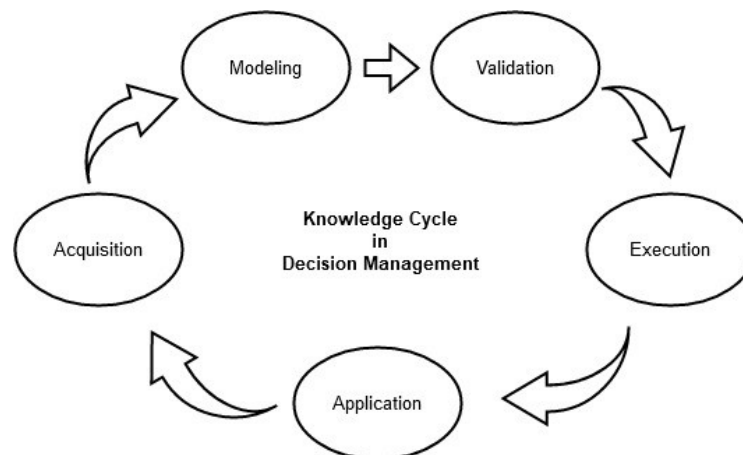 Modeling
Validation
Acquisition
Knowledge Cycle
in
Decision Management
Execution
Application